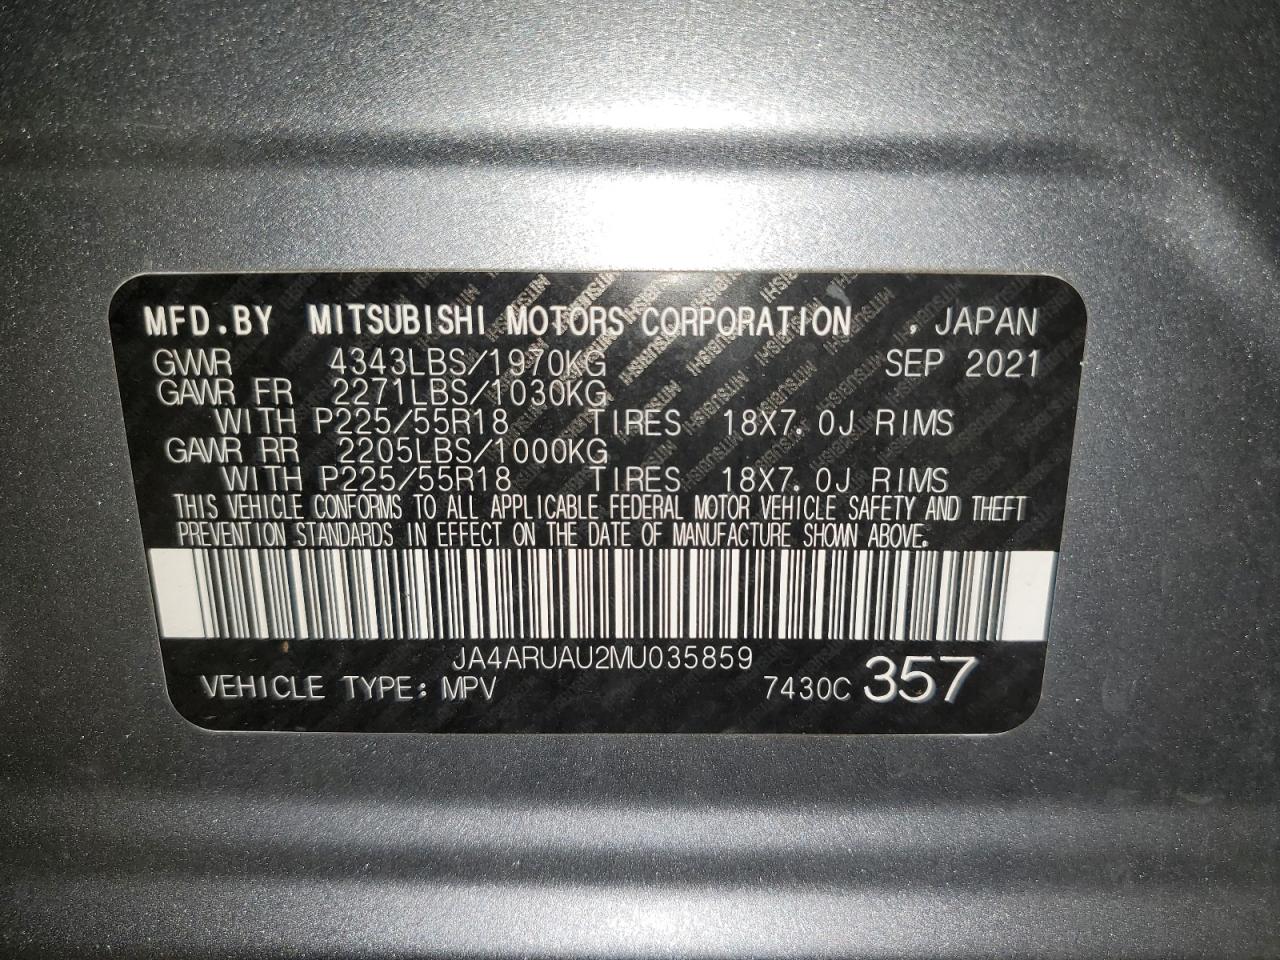 MFD.BY MITSUBISHI MOTORS CORPORATION , JAPAN
GVWR 4343LBS/1970KG SEP 2021
GAWR FR 2271LBS/1030KG
WITH P225/55R18 TIRES 18X7.0J RIMS
GAWR RR 2205LBS/1000KG
WITH P225/55R18 TIRES 18X7.0J RIMS
THIS VEHICLE CONFORMS TO ALL APPLICABLE FEDERAL MOTOR VEHICLE SAFETY AND THEFT
PREVENTION STANDARDS IN EFFECT ON THE DATE OF MANUFACTURE SHOWN ABOVE.
JA4ARUAU2MU035859
VEHICLE TYPE: MPV 7430C 357